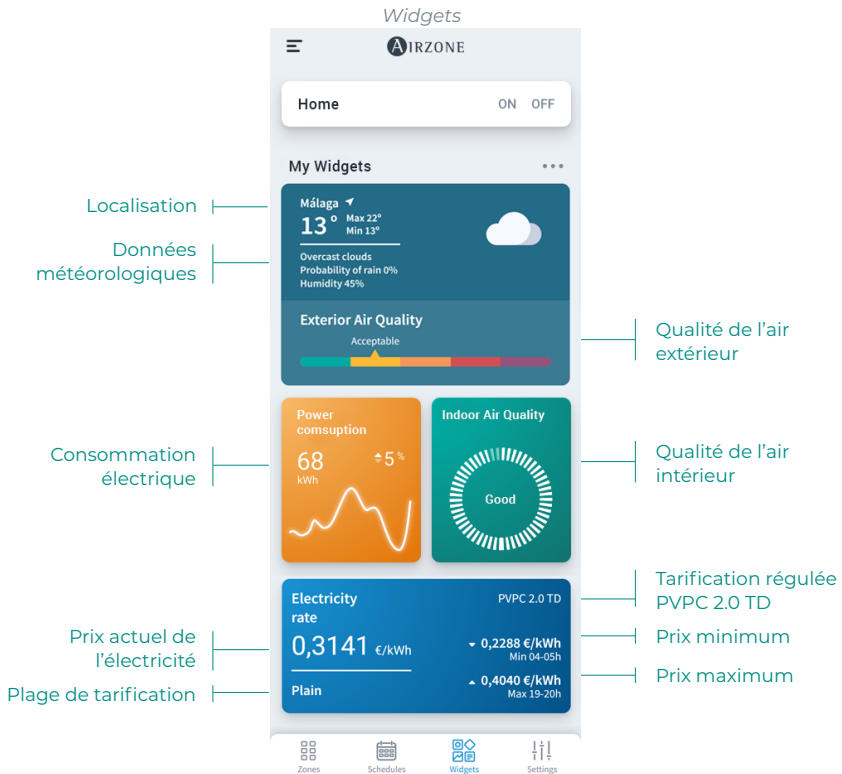 Widgets
AIRZONE
Home ON OFF
My Widgets
Localisation
Données
météorologiques
Málaga
13° Max 22°
Min 13°
Overcast clouds
Probability of rain 0%
Humidity 45%
Exterior Air Quality
Acceptable
Qualité de l'air
extérieur
Consommation
électrique
Power
comsuption
68
kWh
5 %
Indoor Air Quality
Good
Qualité de l'air
intérieur
Prix actuel de
l'électricité
Plage de tarification
Electricity
rate
PVPC 2.0 TD
0,3141 €/kWh
Plain
0,2288 €/kWh
Min 04-05h
0,4040 €/kWh
Max 19-20h
Tarification régulée
PVPC 2.0 TD
Prix minimum
Prix maximum
Zones Schedules Widgets Settings